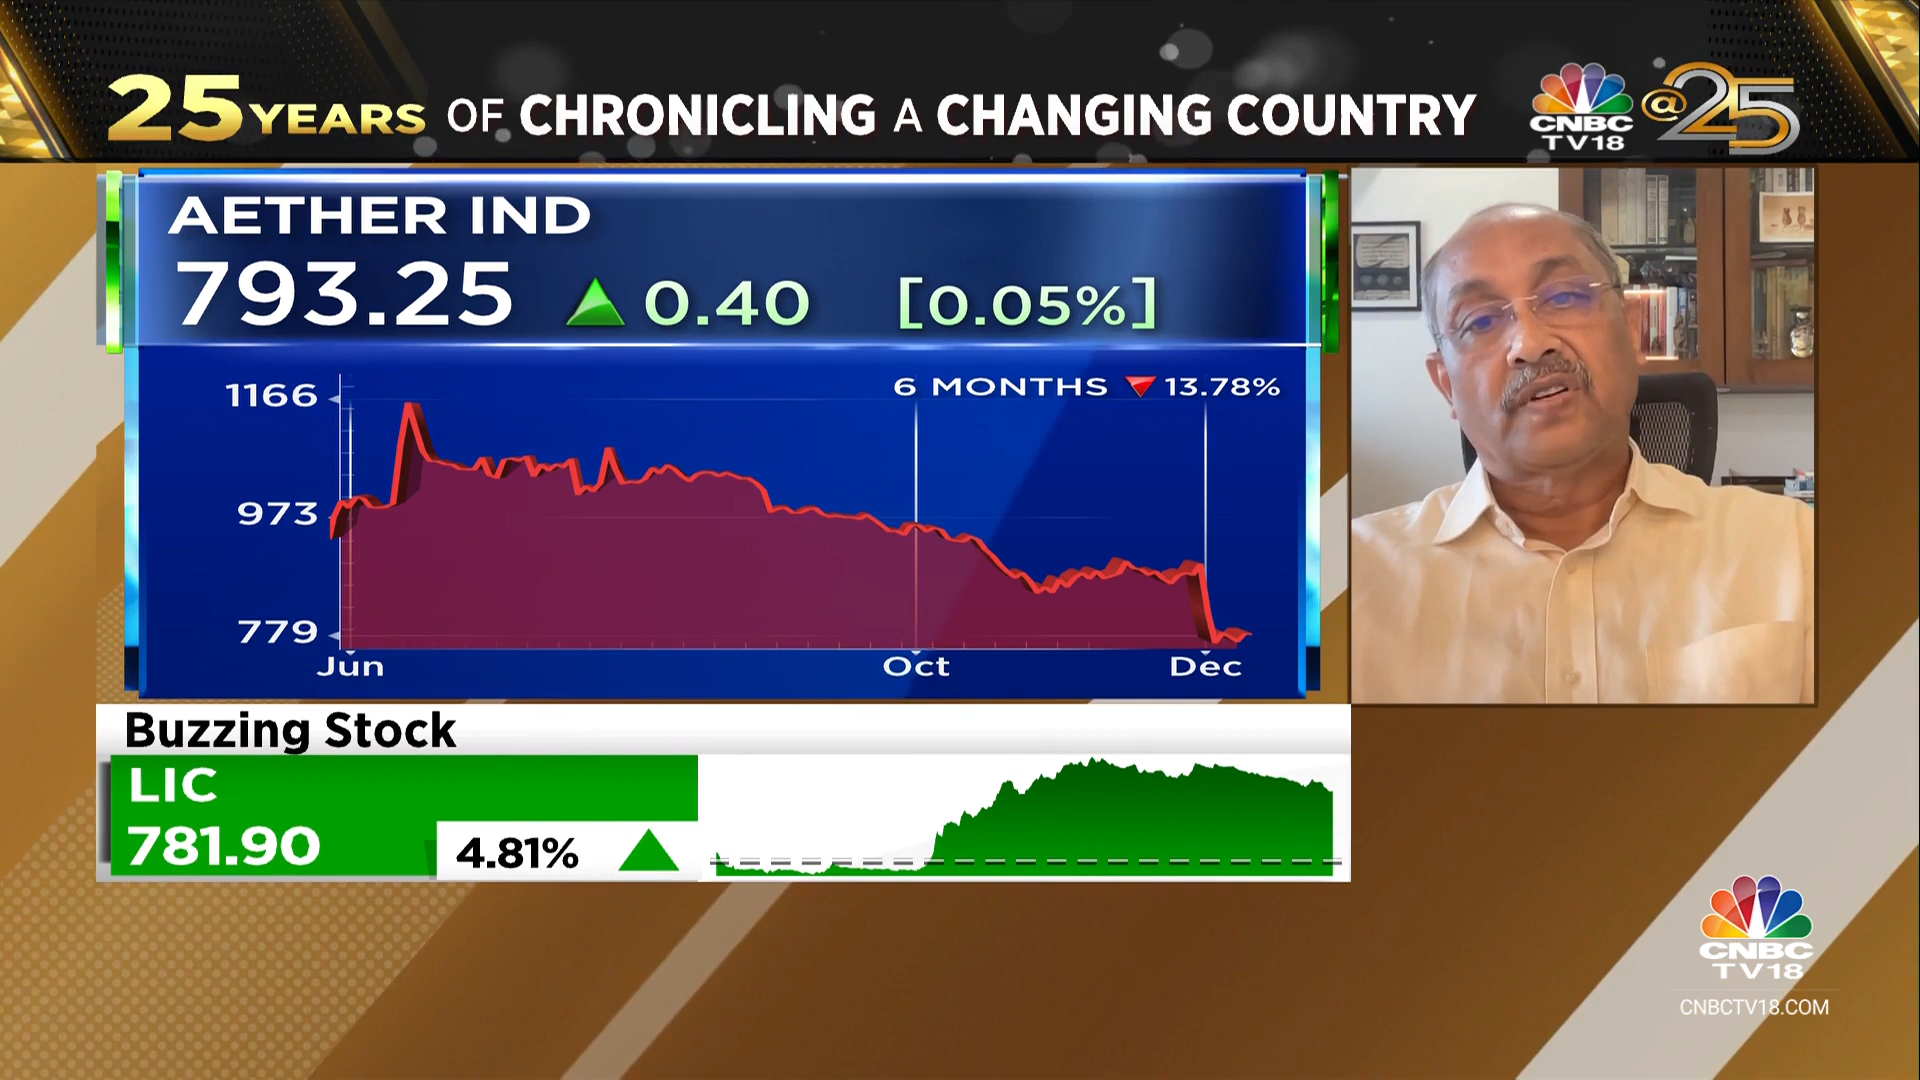 25 YEARS OF CHRONICLING A CHANGING COUNTRY
CNBC TV18 @25
AETHER IND
793.25 ▲ 0.40 [0.05%]
6 MONTHS ▼ 13.78%
1166
973
779
Jun Oct Dec
Buzzing Stock
LIC
781.90 4.81% ▲
CNBC
TV18
CNBCTV18.COM